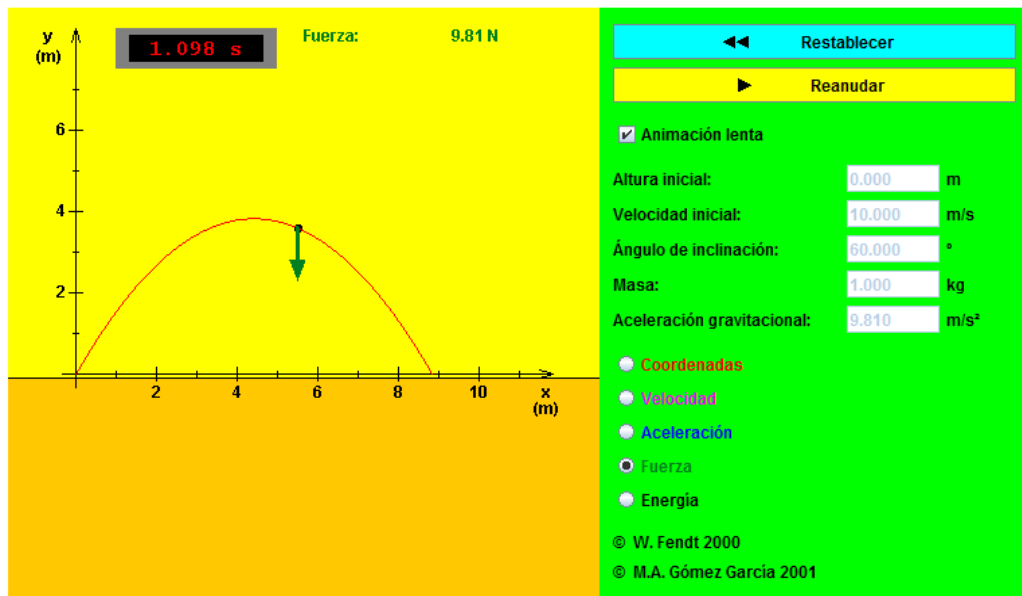 y
(m)
1.098 s
Fuerza: 9.81 N
6
4
2
2 4 6 8 10 x
(m)
Restablecer
Reanudar
Animación lenta
Altura inicial: 0.000 m
Velocidad inicial: 10.000 m/s
Ángulo de inclinación: 60.000 º
Masa: 1.000 kg
Aceleración gravitacional: 9.810 m/s²
Coordenadas
Velocidad
Aceleración
Fuerza
Energía
© W. Fendt 2000
© M.A. Gómez García 2001